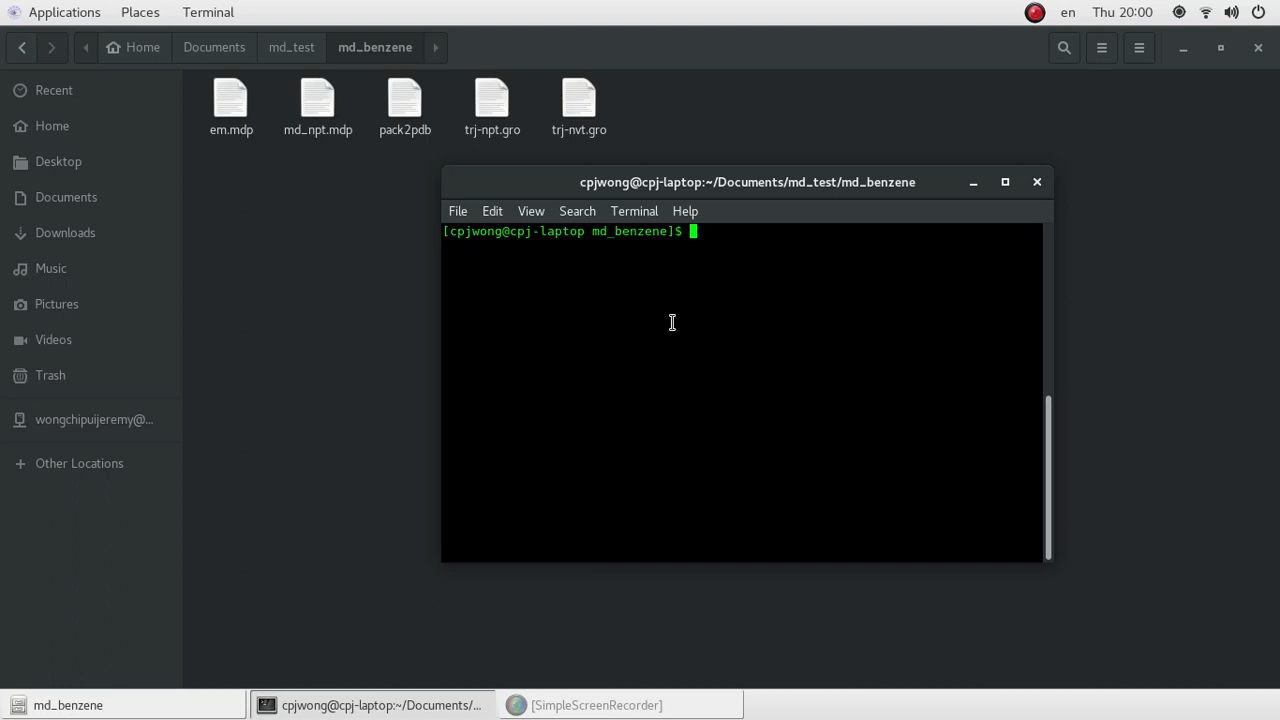 Applications Places Terminal en Thu 20:00
Home Documents md_test md_benzene
Recent
Home
Desktop
Documents
Downloads
Music
Pictures
Videos
Trash
wongchipuijeremy@...
Other Locations
em.mdp md_npt.mdp pack2pdb trj-npt.gro trj-nvt.gro
cpjwong@cpj-laptop:~/Documents/md_test/md_benzene
File Edit View Search Terminal Help
[cpjwong@cpj-laptop md_benzene]$
md_benzene cpjwong@cpj-laptop:~/Documents/... [SimpleScreenRecorder]